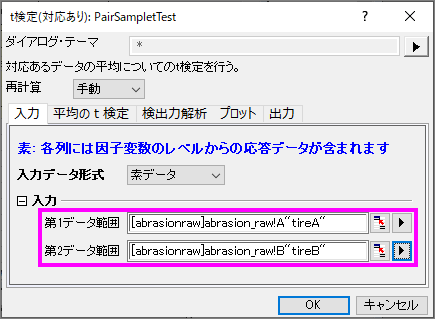 t検定(対応あり): PairSampletTest
ダイアログ・テーマ *
対応あるデータの平均についてのt検定を行う。
再計算 手動
入力 平均の t 検定 検出力解析 プロット 出力
素: 各列には因子変数のレベルからの応答データが含まれます
入力データ形式 素データ
入力
第1データ範囲 [abrasionraw]abrasion_raw!A"tireA"
第2データ範囲 [abrasionraw]abrasion_raw!B"tireB"
OK キャンセル